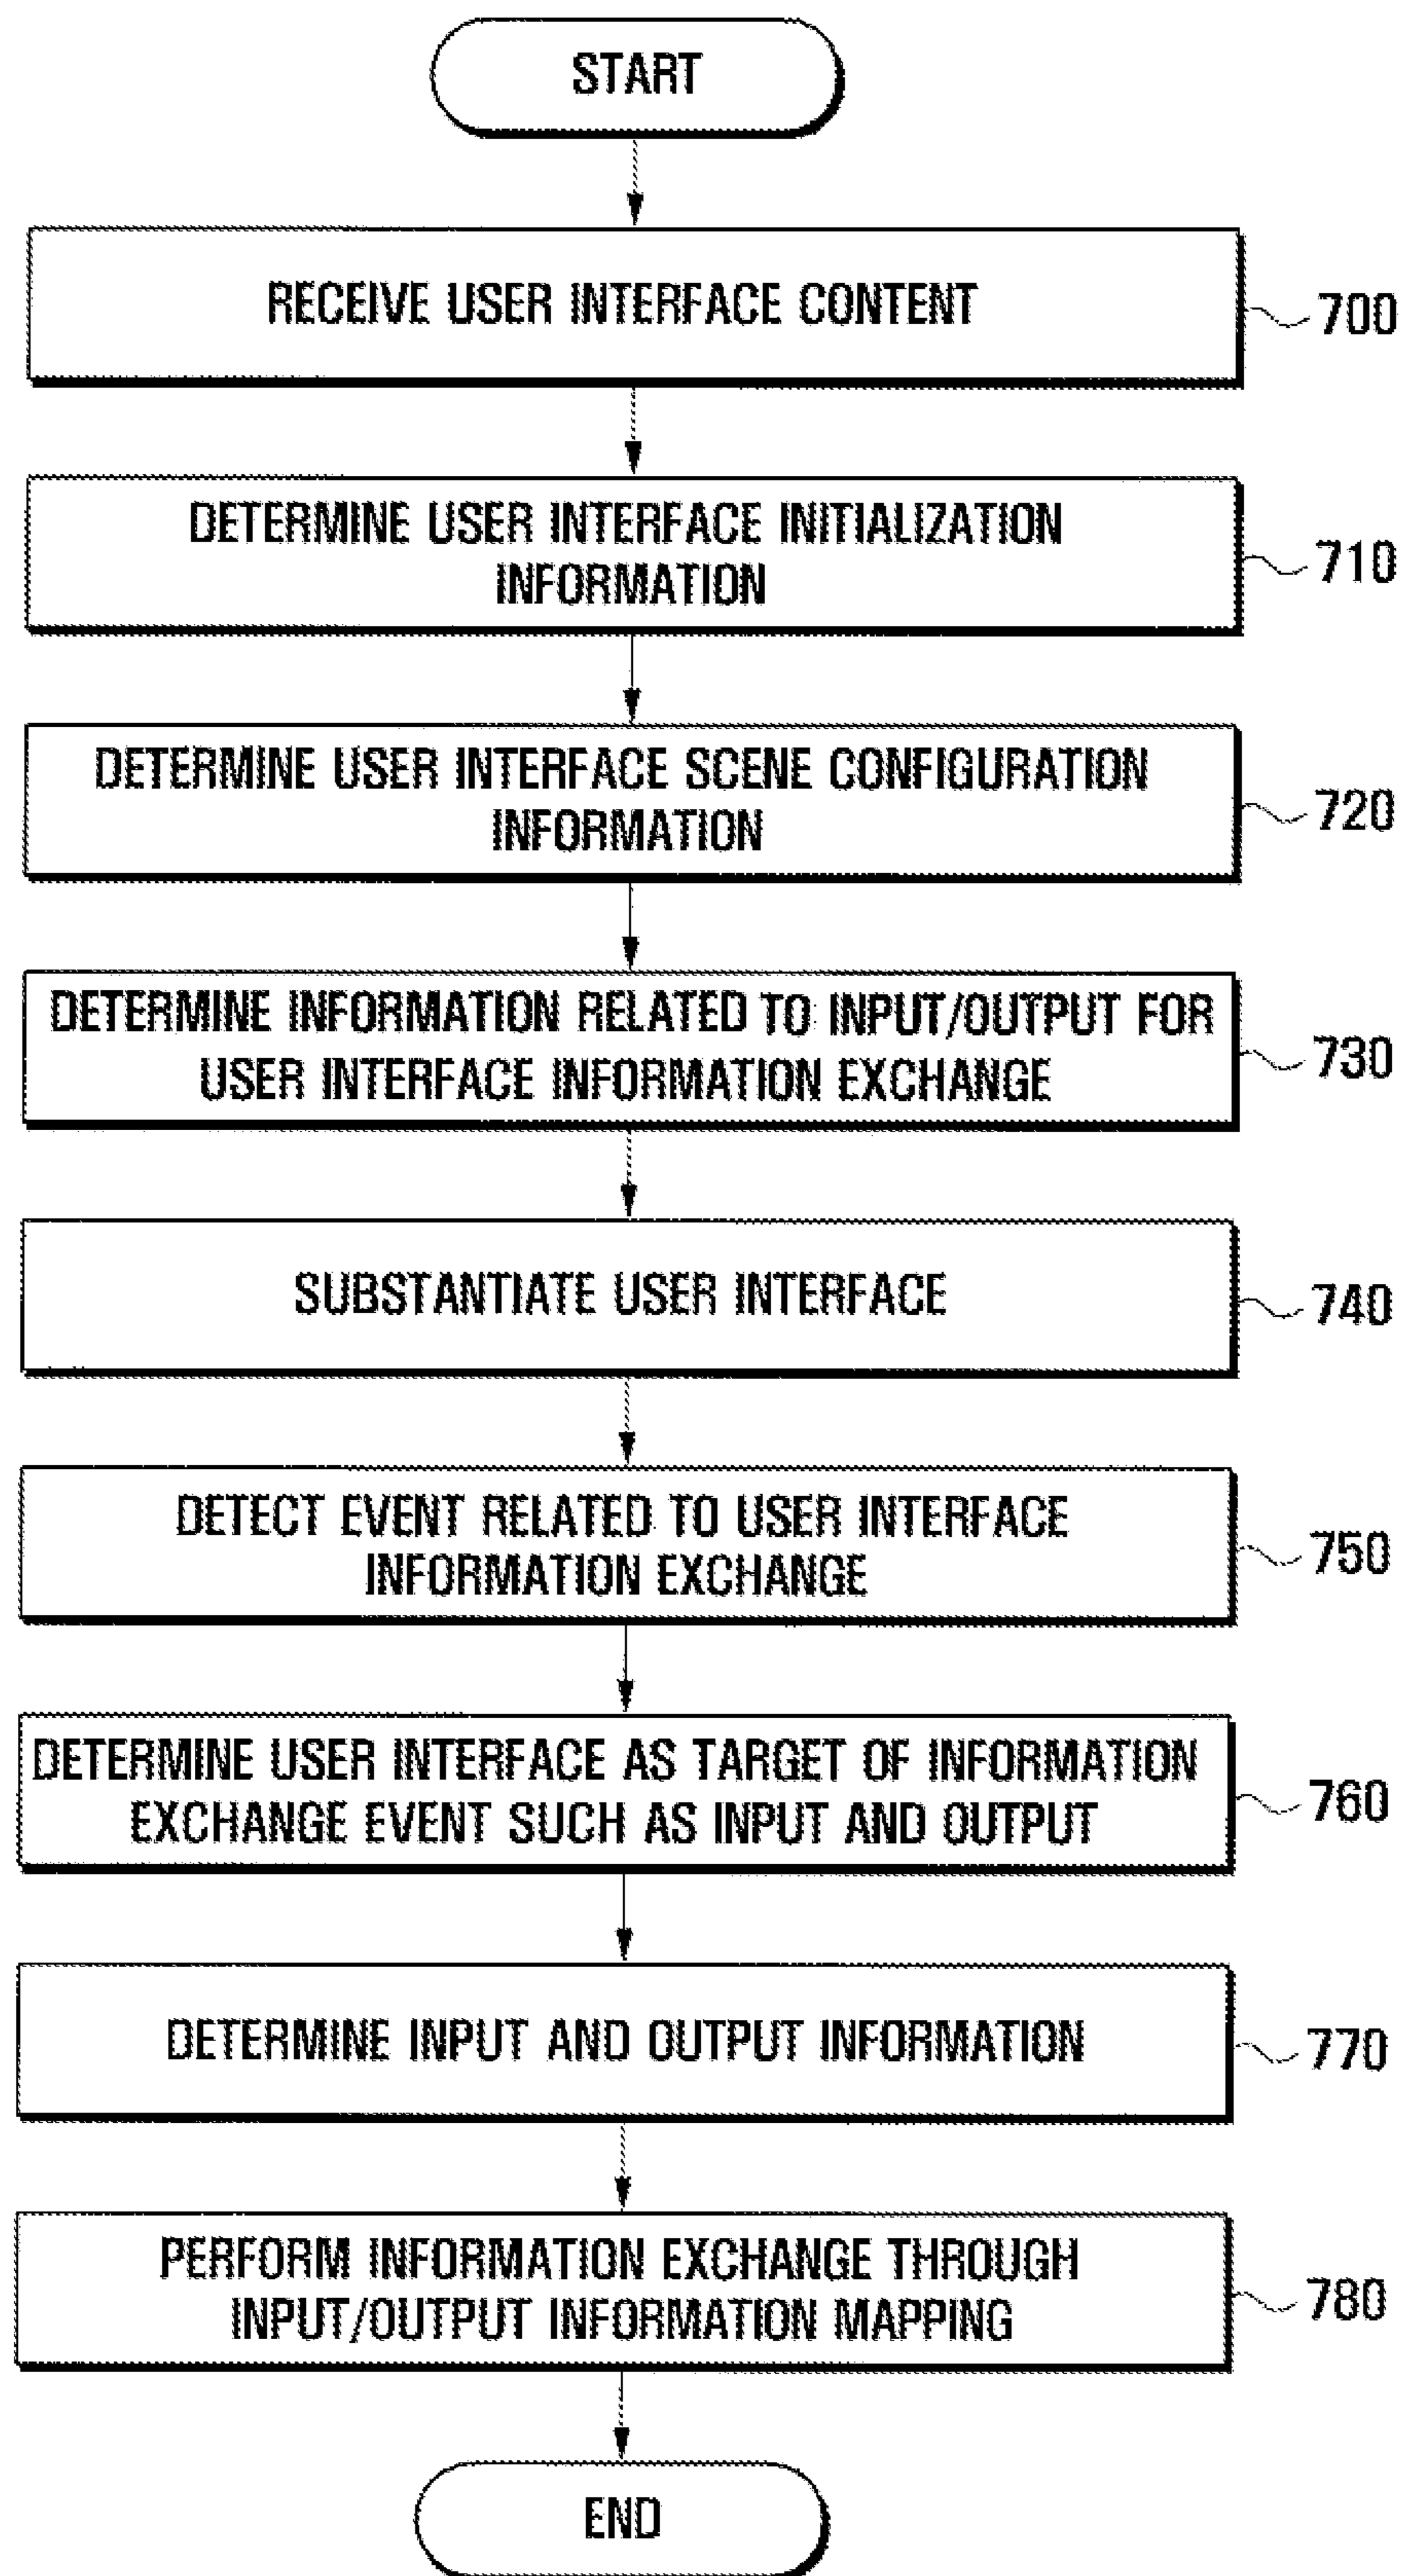 START
RECEIVE USER INTERFACE CONTENT
700
DETERMINE USER INTERFACE INITIALIZATION
INFORMATION
710
DETERMINE USER INTERFACE SCENE CONFIGURATION
INFORMATION
720
DETERMINE INFORMATION RELATED TO INPUT/OUTPUT FOR
USER INTERFACE INFORMATION EXCHANGE
730
SUBSTANTIATE USER INTERFACE
740
DETECT EVENT RELATED TO USER INTERFACE
INFORMATION EXCHANGE
750
DETERMINE USER INTERFACE AS TARGET OF INFORMATION
EXCHANGE EVENT SUCH AS INPUT AND OUTPUT
760
DETERMINE INPUT AND OUTPUT INFORMATION
770
PERFORM INFORMATION EXCHANGE THROUGH
INPUT/OUTPUT INFORMATION MAPPING
780
END